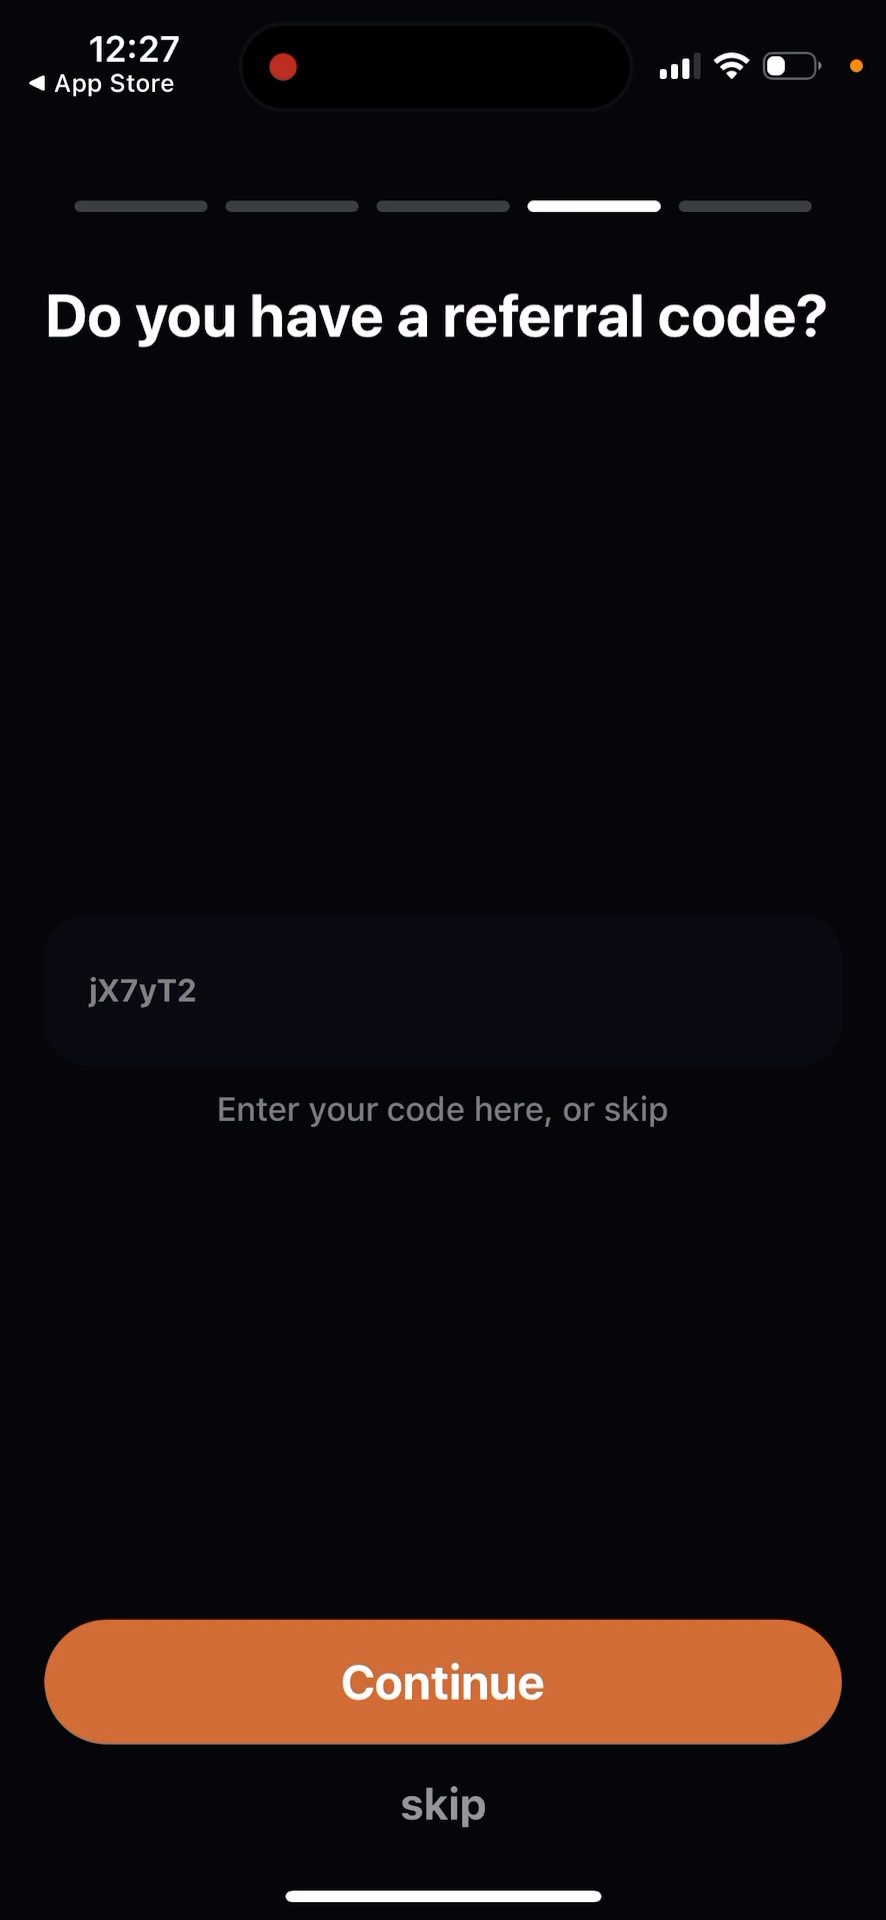 12:27
◀ App Store
Do you have a referral code?
jX7yT2
Enter your code here, or skip
Continue
skip